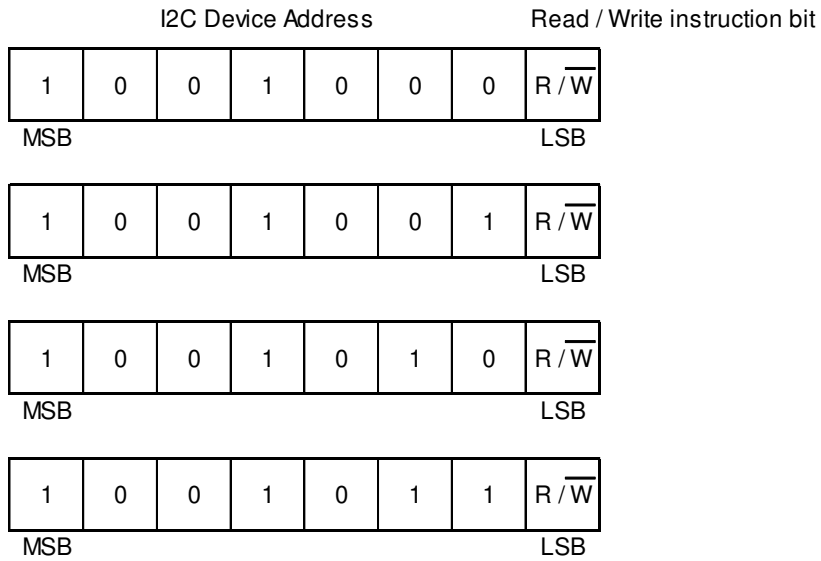 I2C Device Address Read / Write instruction bit
1 0 0 1 0 0 0 R / W̅
MSB LSB
1 0 0 1 0 0 1 R / W̅
MSB LSB
1 0 0 1 0 1 0 R / W̅
MSB LSB
1 0 0 1 0 1 1 R / W̅
MSB LSB